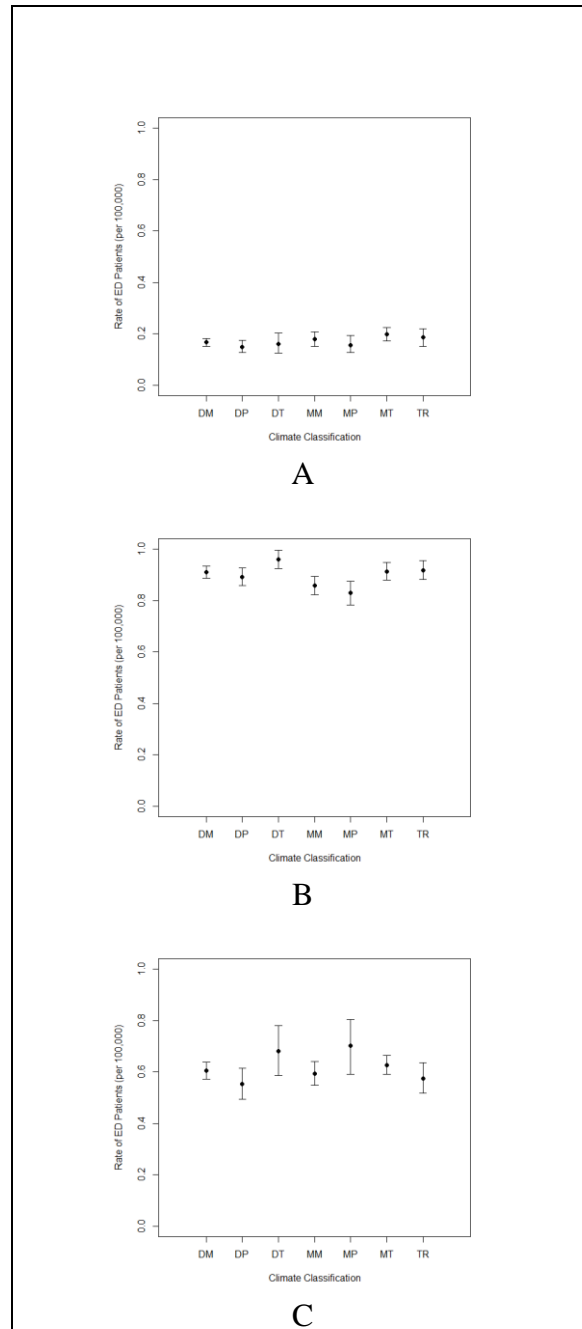 1.0
0.8
0.6
0.4
0.2
0.0
Rate of ED Patients (per 100,000)
DM DP DT MM MP MT TR
Climate Classification
A
1.0
0.8
0.6
0.4
0.2
0.0
Rate of ED Patients (per 100,000)
DM DP DT MM MP MT TR
Climate Classification
B
1.0
0.8
0.6
0.4
0.2
0.0
Rate of ED Patients (per 100,000)
DM DP DT MM MP MT TR
Climate Classification
C